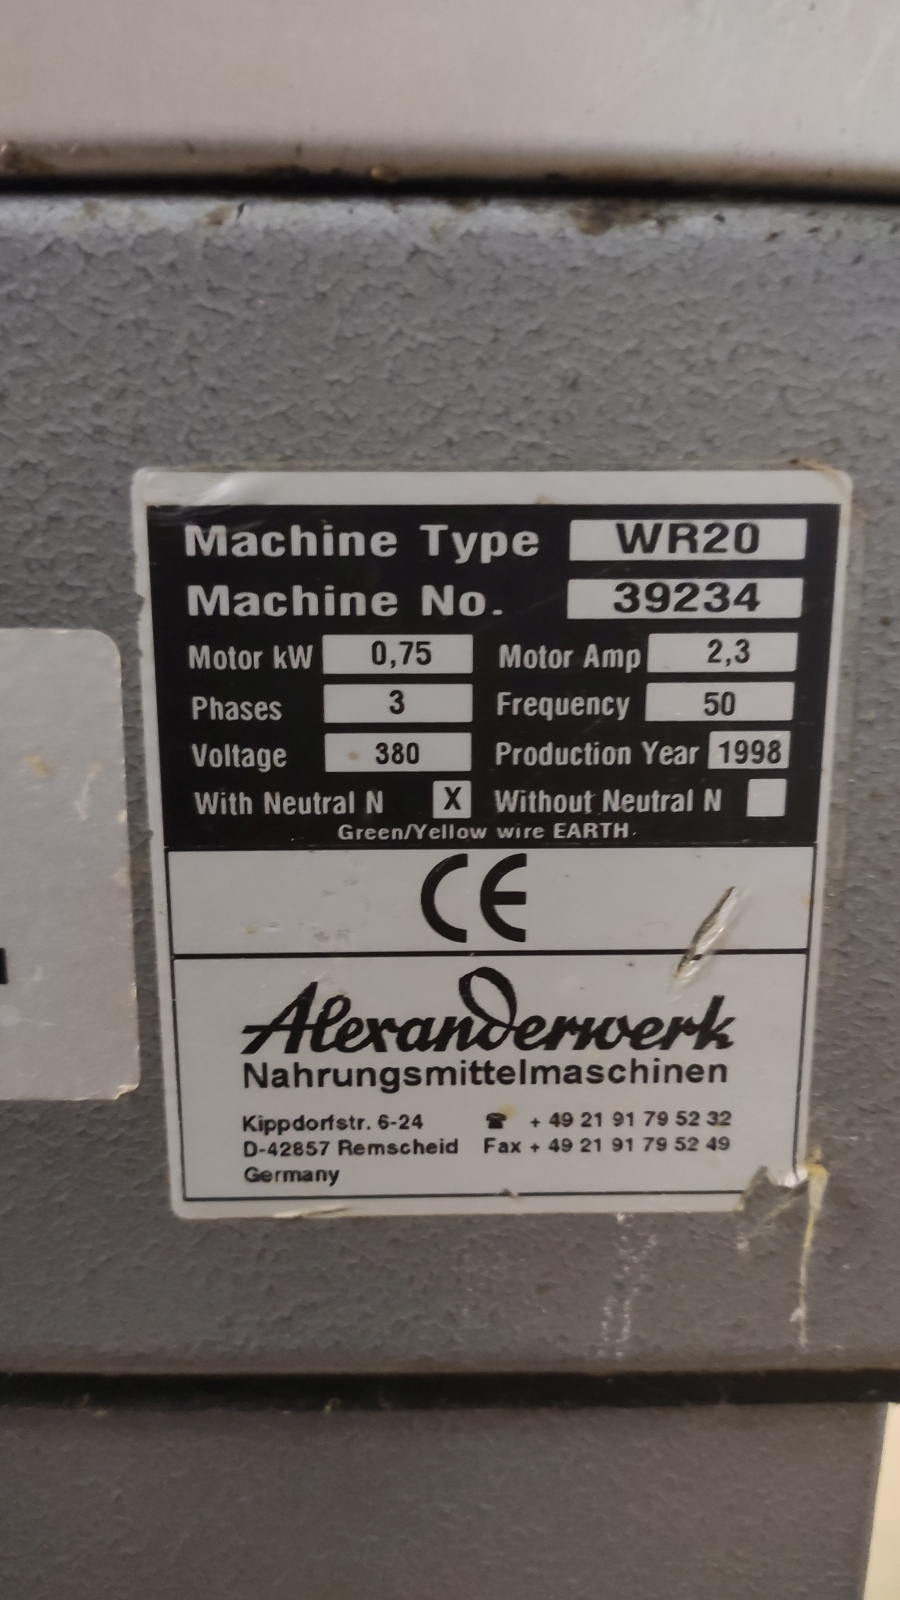 Machine Type WR20
Machine No. 39234
Motor kW 0,75 Motor Amp 2,3
Phases 3 Frequency 50
Voltage 380 Production Year 1998
With Neutral N X Without Neutral N
Green/Yellow wire EARTH.
CE
Alexanderwerk
Nahrungsmittelmaschinen
Kippdorfstr. 6-24 ☎ + 49 21 91 79 52 32
D-42857 Remscheid Fax + 49 21 91 79 52 49
Germany